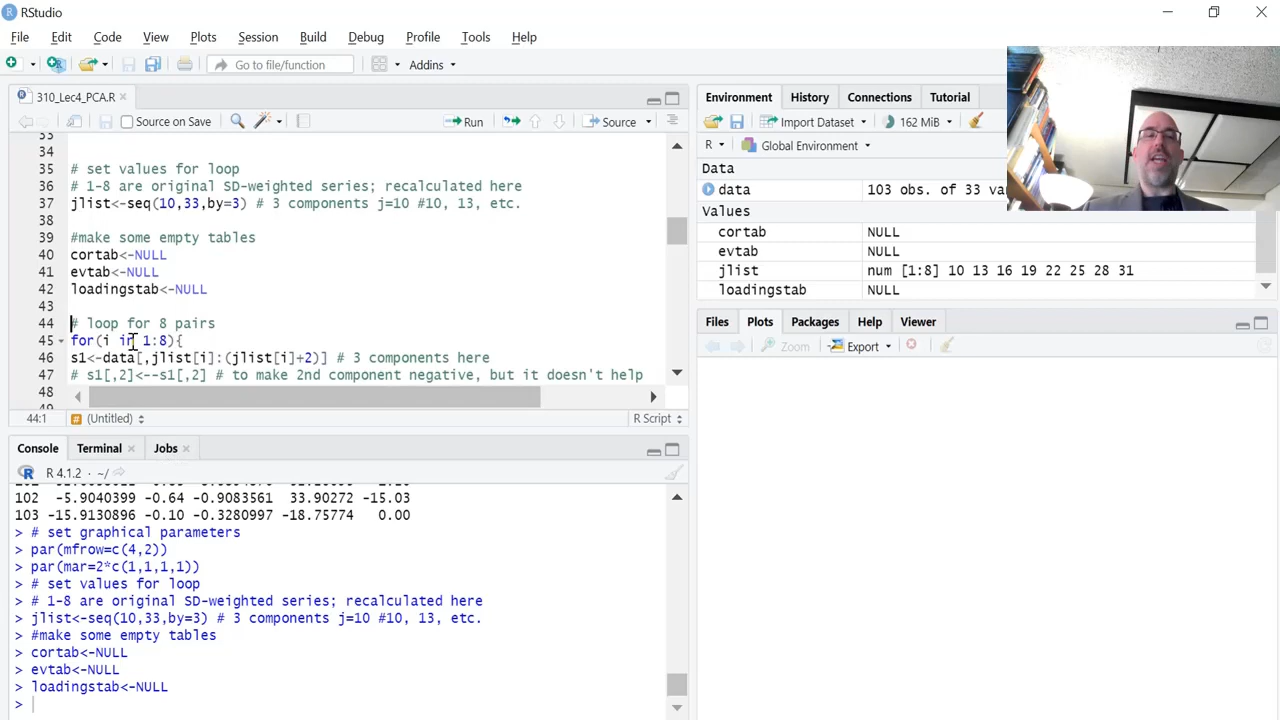 RStudio
File Edit Code View Plots Session Build Debug Profile Tools Help
Go to file/function Addins
310_Lec4_PCA.R
Source on Save Run Source
33
34
35 # set values for loop
36 # 1-8 are original SD-weighted series; recalculated here
37 jlist<-seq(10,33,by=3) # 3 components j=10 #10, 13, etc.
38
39 #make some empty tables
40 cortab<-NULL
41 evtab<-NULL
42 loadingstab<-NULL
43
44 # loop for 8 pairs
45 for(i in 1:8){
46 s1<-data[,jlist[i]:(jlist[i]+2)] # 3 components here
47 # s1[,2]<--s1[,2] # to make 2nd component negative, but it doesn't help
48
49
44:1 # (Untitled) R Script
Console Terminal Jobs
R R 4.1.2 · ~/
102 -5.9040399 -0.64 -0.9083561 33.90272 -15.03
103 -15.9130896 -0.10 -0.3280997 -18.75774 0.00
> # set graphical parameters
> par(mfrow=c(4,2))
> par(mar=2*c(1,1,1,1))
> # set values for loop
> # 1-8 are original SD-weighted series; recalculated here
> jlist<-seq(10,33,by=3) # 3 components j=10 #10, 13, etc.
> #make some empty tables
> cortab<-NULL
> evtab<-NULL
> loadingstab<-NULL
>
Environment History Connections Tutorial
Import Dataset 162 MiB
R Global Environment
Data
data 103 obs. of 33 var
Values
cortab NULL
evtab NULL
jlist num [1:8] 10 13 16 19 22 25 28 31
loadingstab NULL
Files Plots Packages Help Viewer
Zoom Export